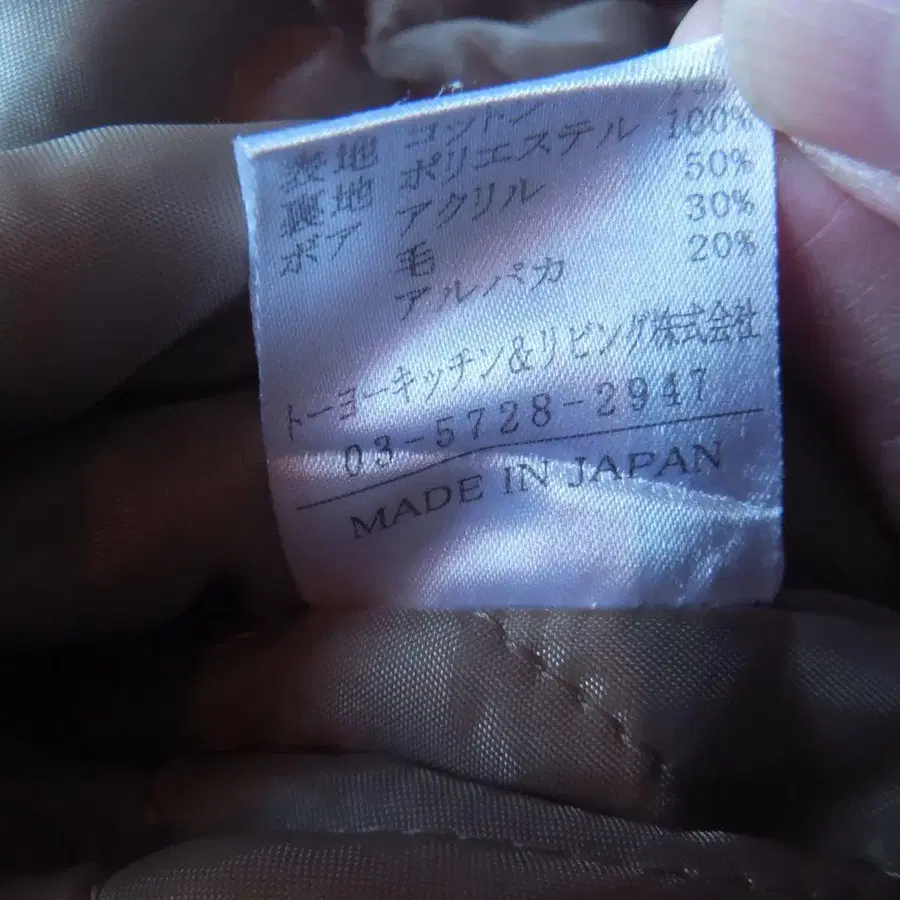 表地 コットン 100%
裏地 ポリエステル 100%
ボア アクリル 50%
毛 30%
アルパカ 20%
トーヨーキッチン&リビング株式会社
03-5728-2947
MADE IN JAPAN